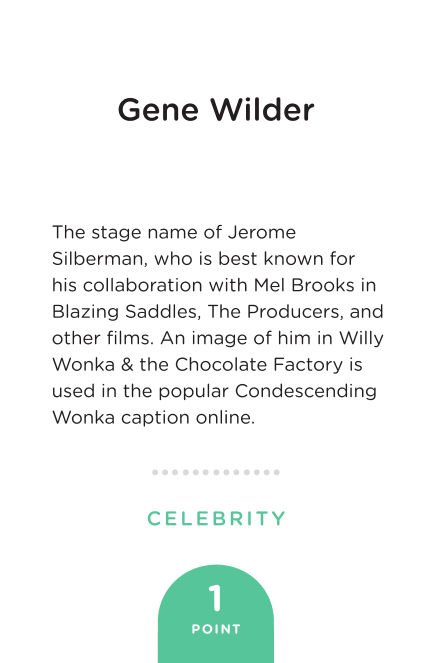 Gene Wilder
The stage name of Jerome
Silberman, who is best known for
his collaboration with Mel Brooks in
Blazing Saddles, The Producers, and
other films. An image of him in Willy
Wonka & the Chocolate Factory is
used in the popular Condescending
Wonka caption online.
CELEBRITY
1
POINT